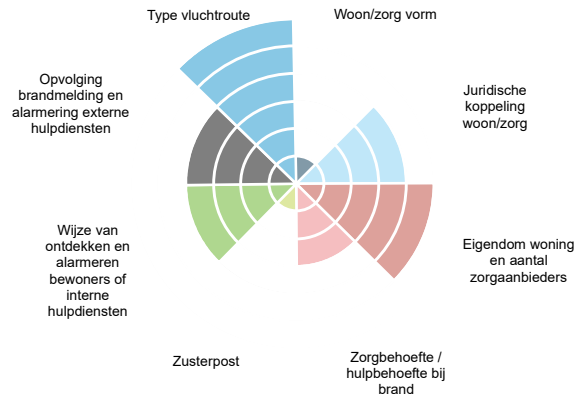 Type vluchtroute
Woon/zorg vorm
Opvolging
brandmelding en
alarmering externe
hulpdiensten
Juridische
koppeling
woon/zorg
Wijze van
ontdekken en
alarmeren
bewoners of
interne
hulpdiensten
Eigendom woning
en aantal
zorgaanbieders
Zusterpost
Zorgbehoefte /
hulpbehoefte bij
brand